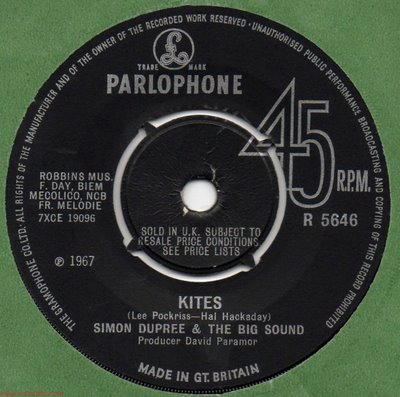 ALL RIGHTS OF THE MANUFACTURER AND OF THE OWNER OF THE RECORDED WORK RESERVED · UNAUTHORISED PUBLIC PERFORMANCE BROADCASTING AND COPYING OF THIS RECORD PROHIBITED
THE GRAMOPHONE CO. LTD.
TRADE MARK
PARLOPHONE
45
R.P.M.
ROBBINS MUS.
F. DAY, BIEM
MECOLICO, NCB
FR. MELODIE
7XCE 19096
R 5646
SOLD IN U.K. SUBJECT TO
RESALE PRICE CONDITIONS
SEE PRICE LISTS
℗ 1967
KITES
(Lee Pockriss—Hal Hackaday)
SIMON DUPREE & THE BIG SOUND
Producer David Paramor
MADE IN GT. BRITAIN